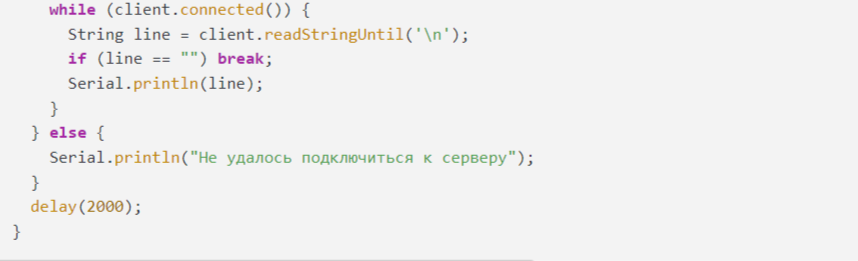 while (client.connected()) {
String line = client.readStringUntil('\n');
if (line == "") break;
Serial.println(line);
}
} else {
Serial.println("Не удалось подключиться к серверу");
}
delay(2000);
}